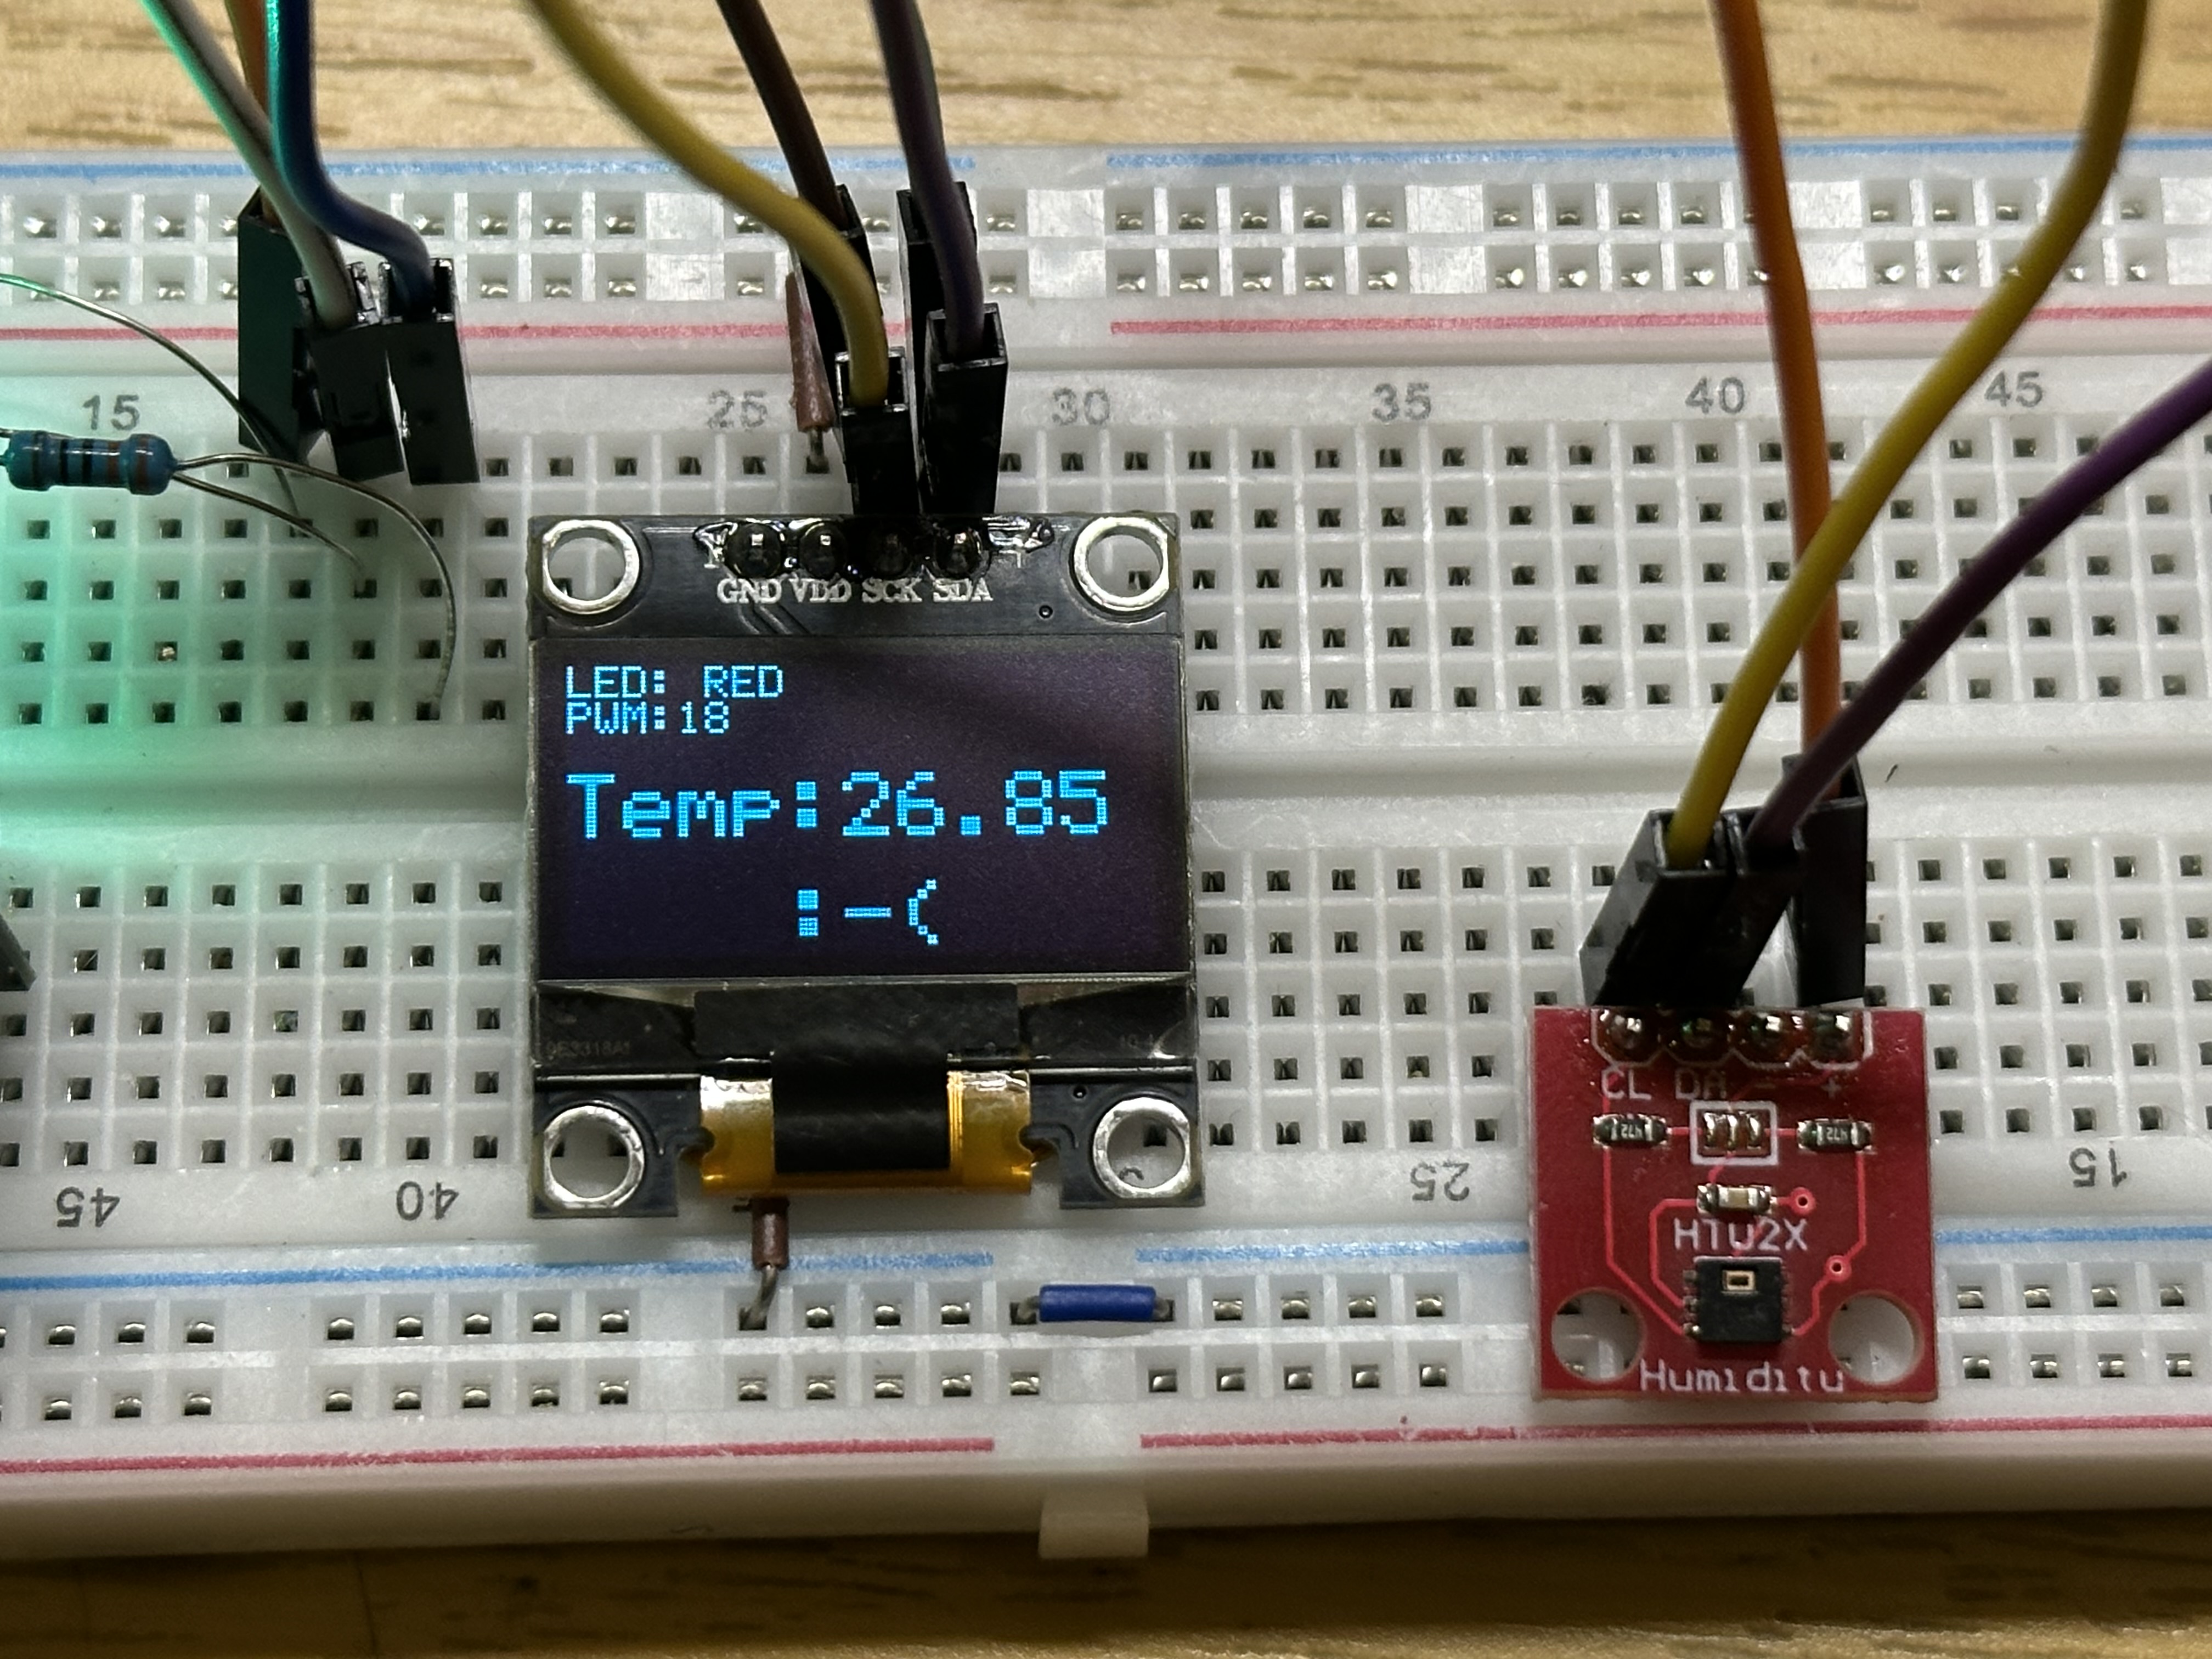 15
25
30
35
40
45
GND VDD SCK SDA
LED: RED
PWM:18
Temp:26.85
:-(
CL DA - +
HTU2X
Humidity
45
40
25
15